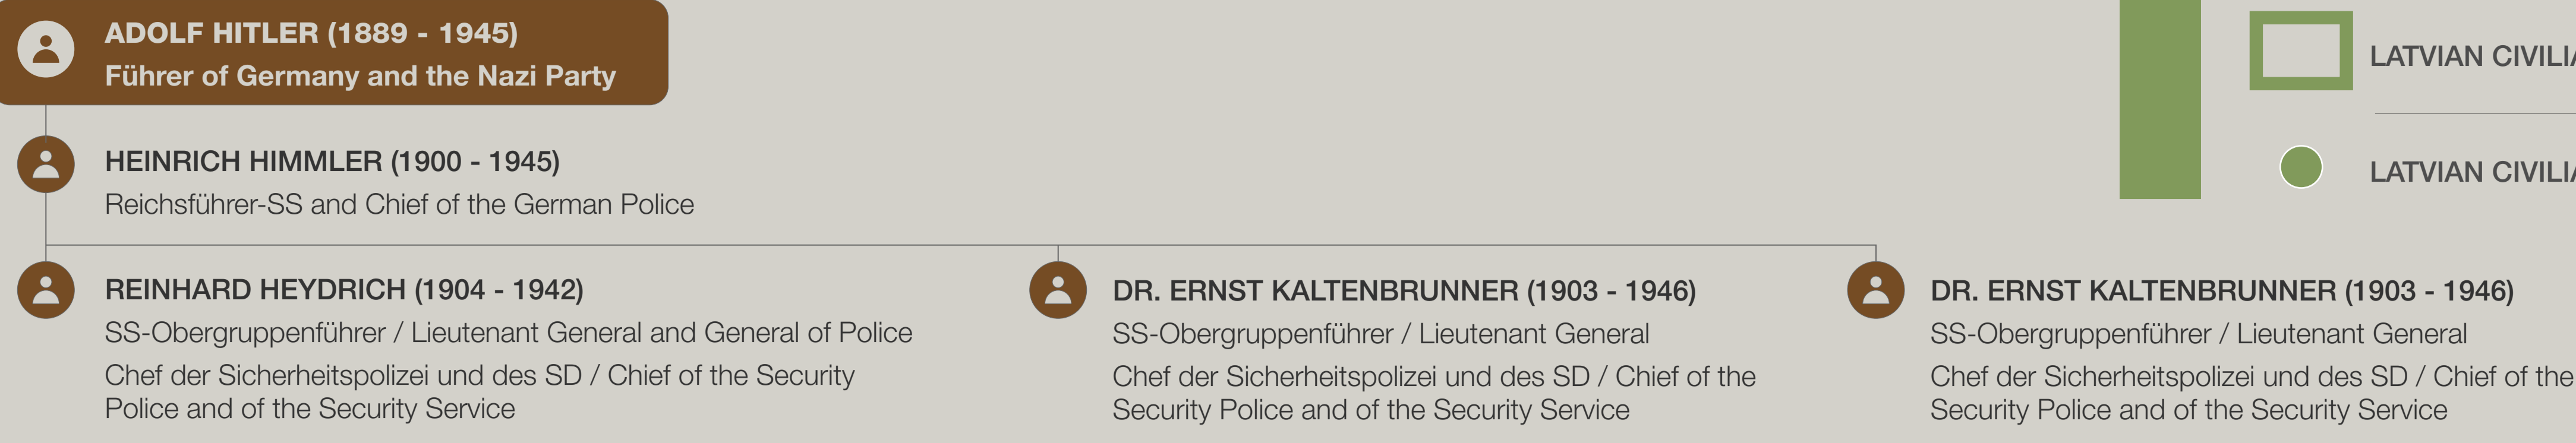 ADOLF HITLER (1889 - 1945)
Führer of Germany and the Nazi Party
LATVIAN
HEINRICH HIMMLER (1900 - 1945)
Reichsführer-SS and Chief of the German Police
LATVIAN
REINHARD HEYDRICH (1904 - 1942)
SS-Obergruppenführer / Lieutenant General and General of Police
Chef der Sicherheitspolizei und des SD / Chief of the Security
Police and of the Security Service
DR. ERNST KALTENBRUNNER (1903 - 1946)
SS-Obergruppenführer / Lieutenant General
Chef der Sicherheitspolizei und des SD / Chief of the
Security Police and of the Security Service
DR. ERNST KALTENBRUNNER (1903 - 1946)
SS-Obergruppenführer / Lieutenant General
Chef der Sicherheitspolizei und des SD / Chief of the
Security Police and of the Security Service